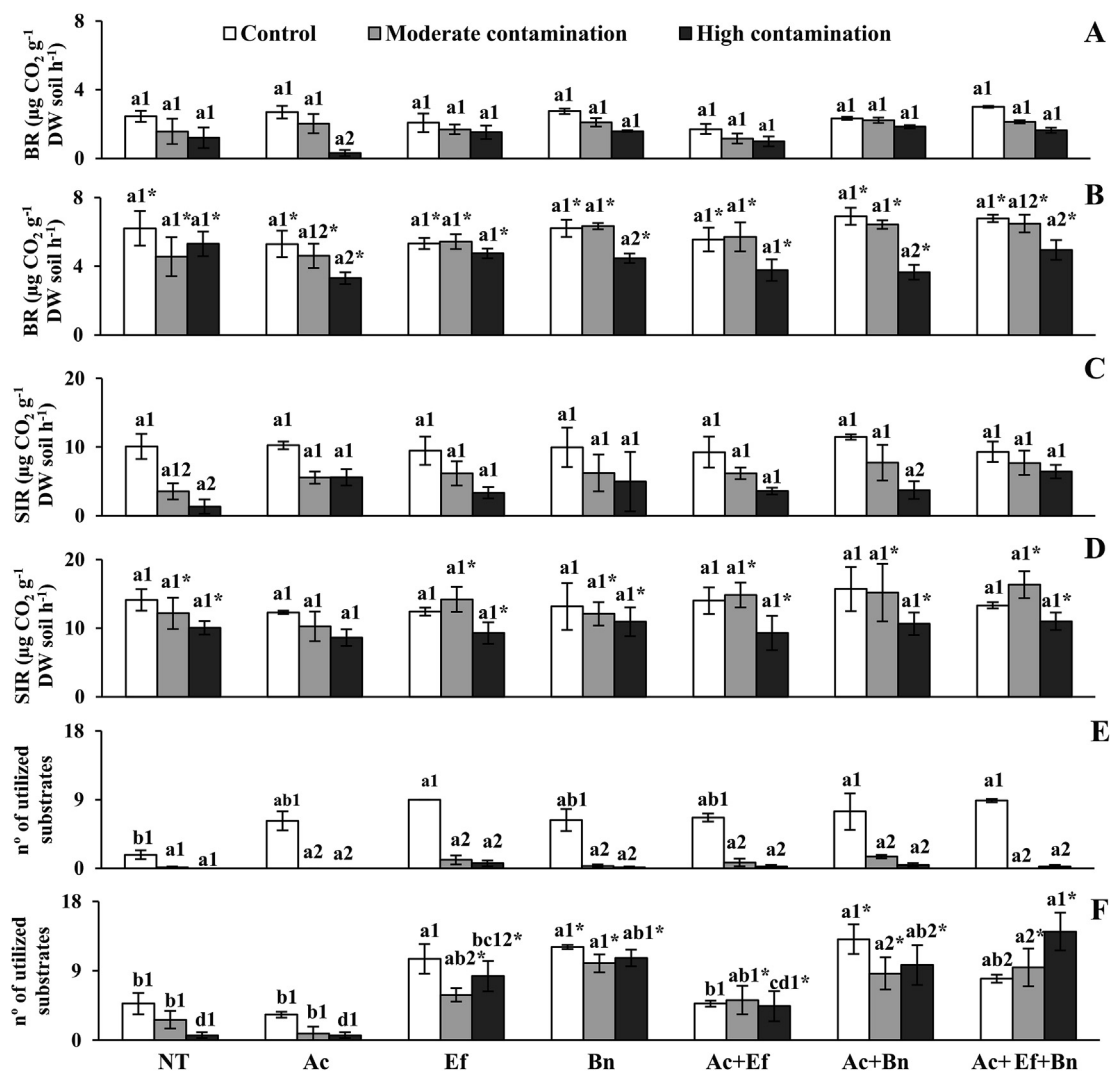 Control Moderate contamination High contamination
A
BR (µg CO2 g-1
DW soil h-1)
8
4
0
a1 a1 a1 a1 a1 a2 a1 a1 a1 a1 a1 a1 a1 a1 a1 a1 a1 a1 a1 a1 a1
B
BR (µg CO2 g-1
DW soil h-1)
8
4
0
a1* a1* a1* a1* a12* a2* a1* a1* a1* a1* a1* a2* a1* a1* a1* a1* a1* a2* a1* a12* a2*
C
SIR (µg CO2 g-1
DW soil h-1)
20
10
0
a1 a12 a2 a1 a1 a1 a1 a1 a1 a1 a1 a1 a1 a1 a1 a1 a1 a2 a1 a1 a1
D
SIR (µg CO2 g-1
DW soil h-1)
20
10
0
a1 a1* a1* a1 a1 a1 a1 a1* a1* a1 a1* a1* a1 a1* a1* a1 a1* a1* a1 a1* a1*
E
nº of utilized
substrates
18
9
0
b1 a1 a1 ab1 a2 a2 a1 a2 a2 ab1 a2 a2 ab1 a2 a2 a1 a2 a2 a1 a2 a2
F
nº of utilized
substrates
18
9
0
b1 b1 d1 b1 b1 d1 a1 ab2* bc12* a1* a1* ab1* b1 ab1* cd1* a1* a2* ab2* ab2 a2* a1*
NT Ac Ef Bn Ac+Ef Ac+Bn Ac+Ef+Bn